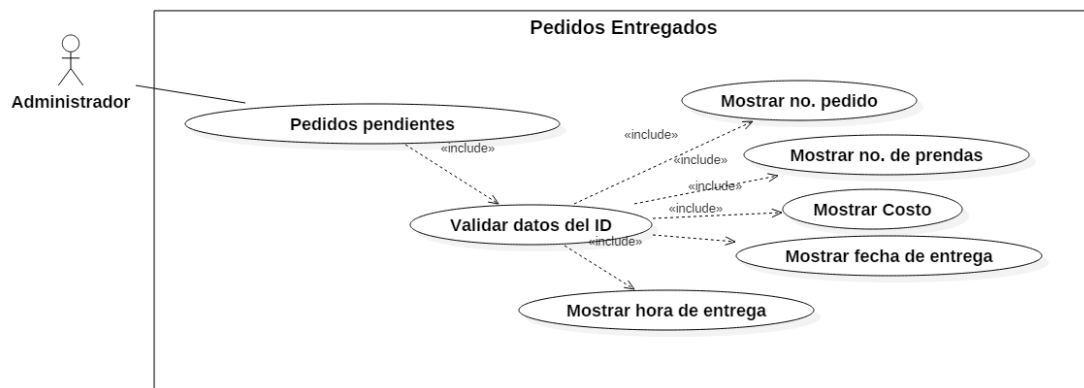 Pedidos Entregados
Administrador
Mostrar no. pedido
Pedidos pendientes
«include»
«include»
«include»
Mostrar no. de prendas
«include»
«include»
Mostrar Costo
Validar datos del ID
«include»
Mostrar fecha de entrega
Mostrar hora de entrega